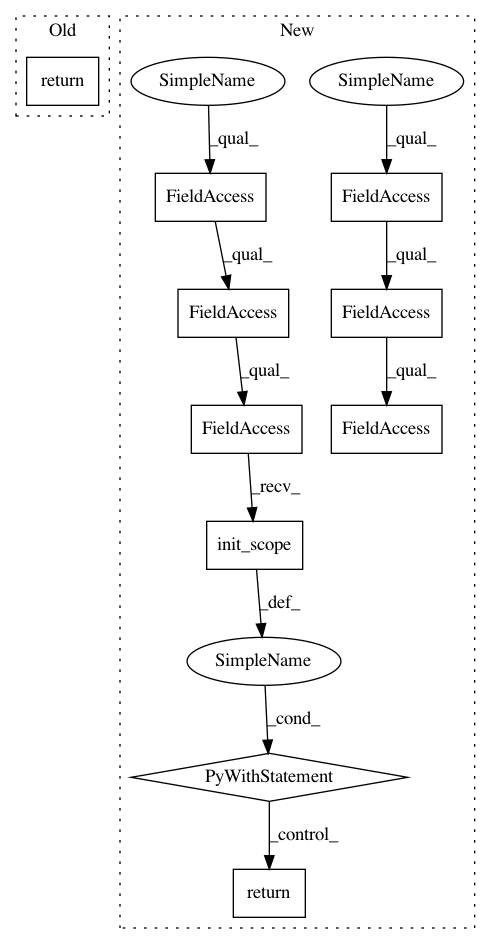 Old
New
return
SimpleName
SimpleName
_qual_
_qual_
FieldAccess
FieldAccess
_qual_
_qual_
FieldAccess
FieldAccess
_qual_
_qual_
FieldAccess
FieldAccess
_recv_
init_scope
_def_
SimpleName
_cond_
PyWithStatement
_control_
return